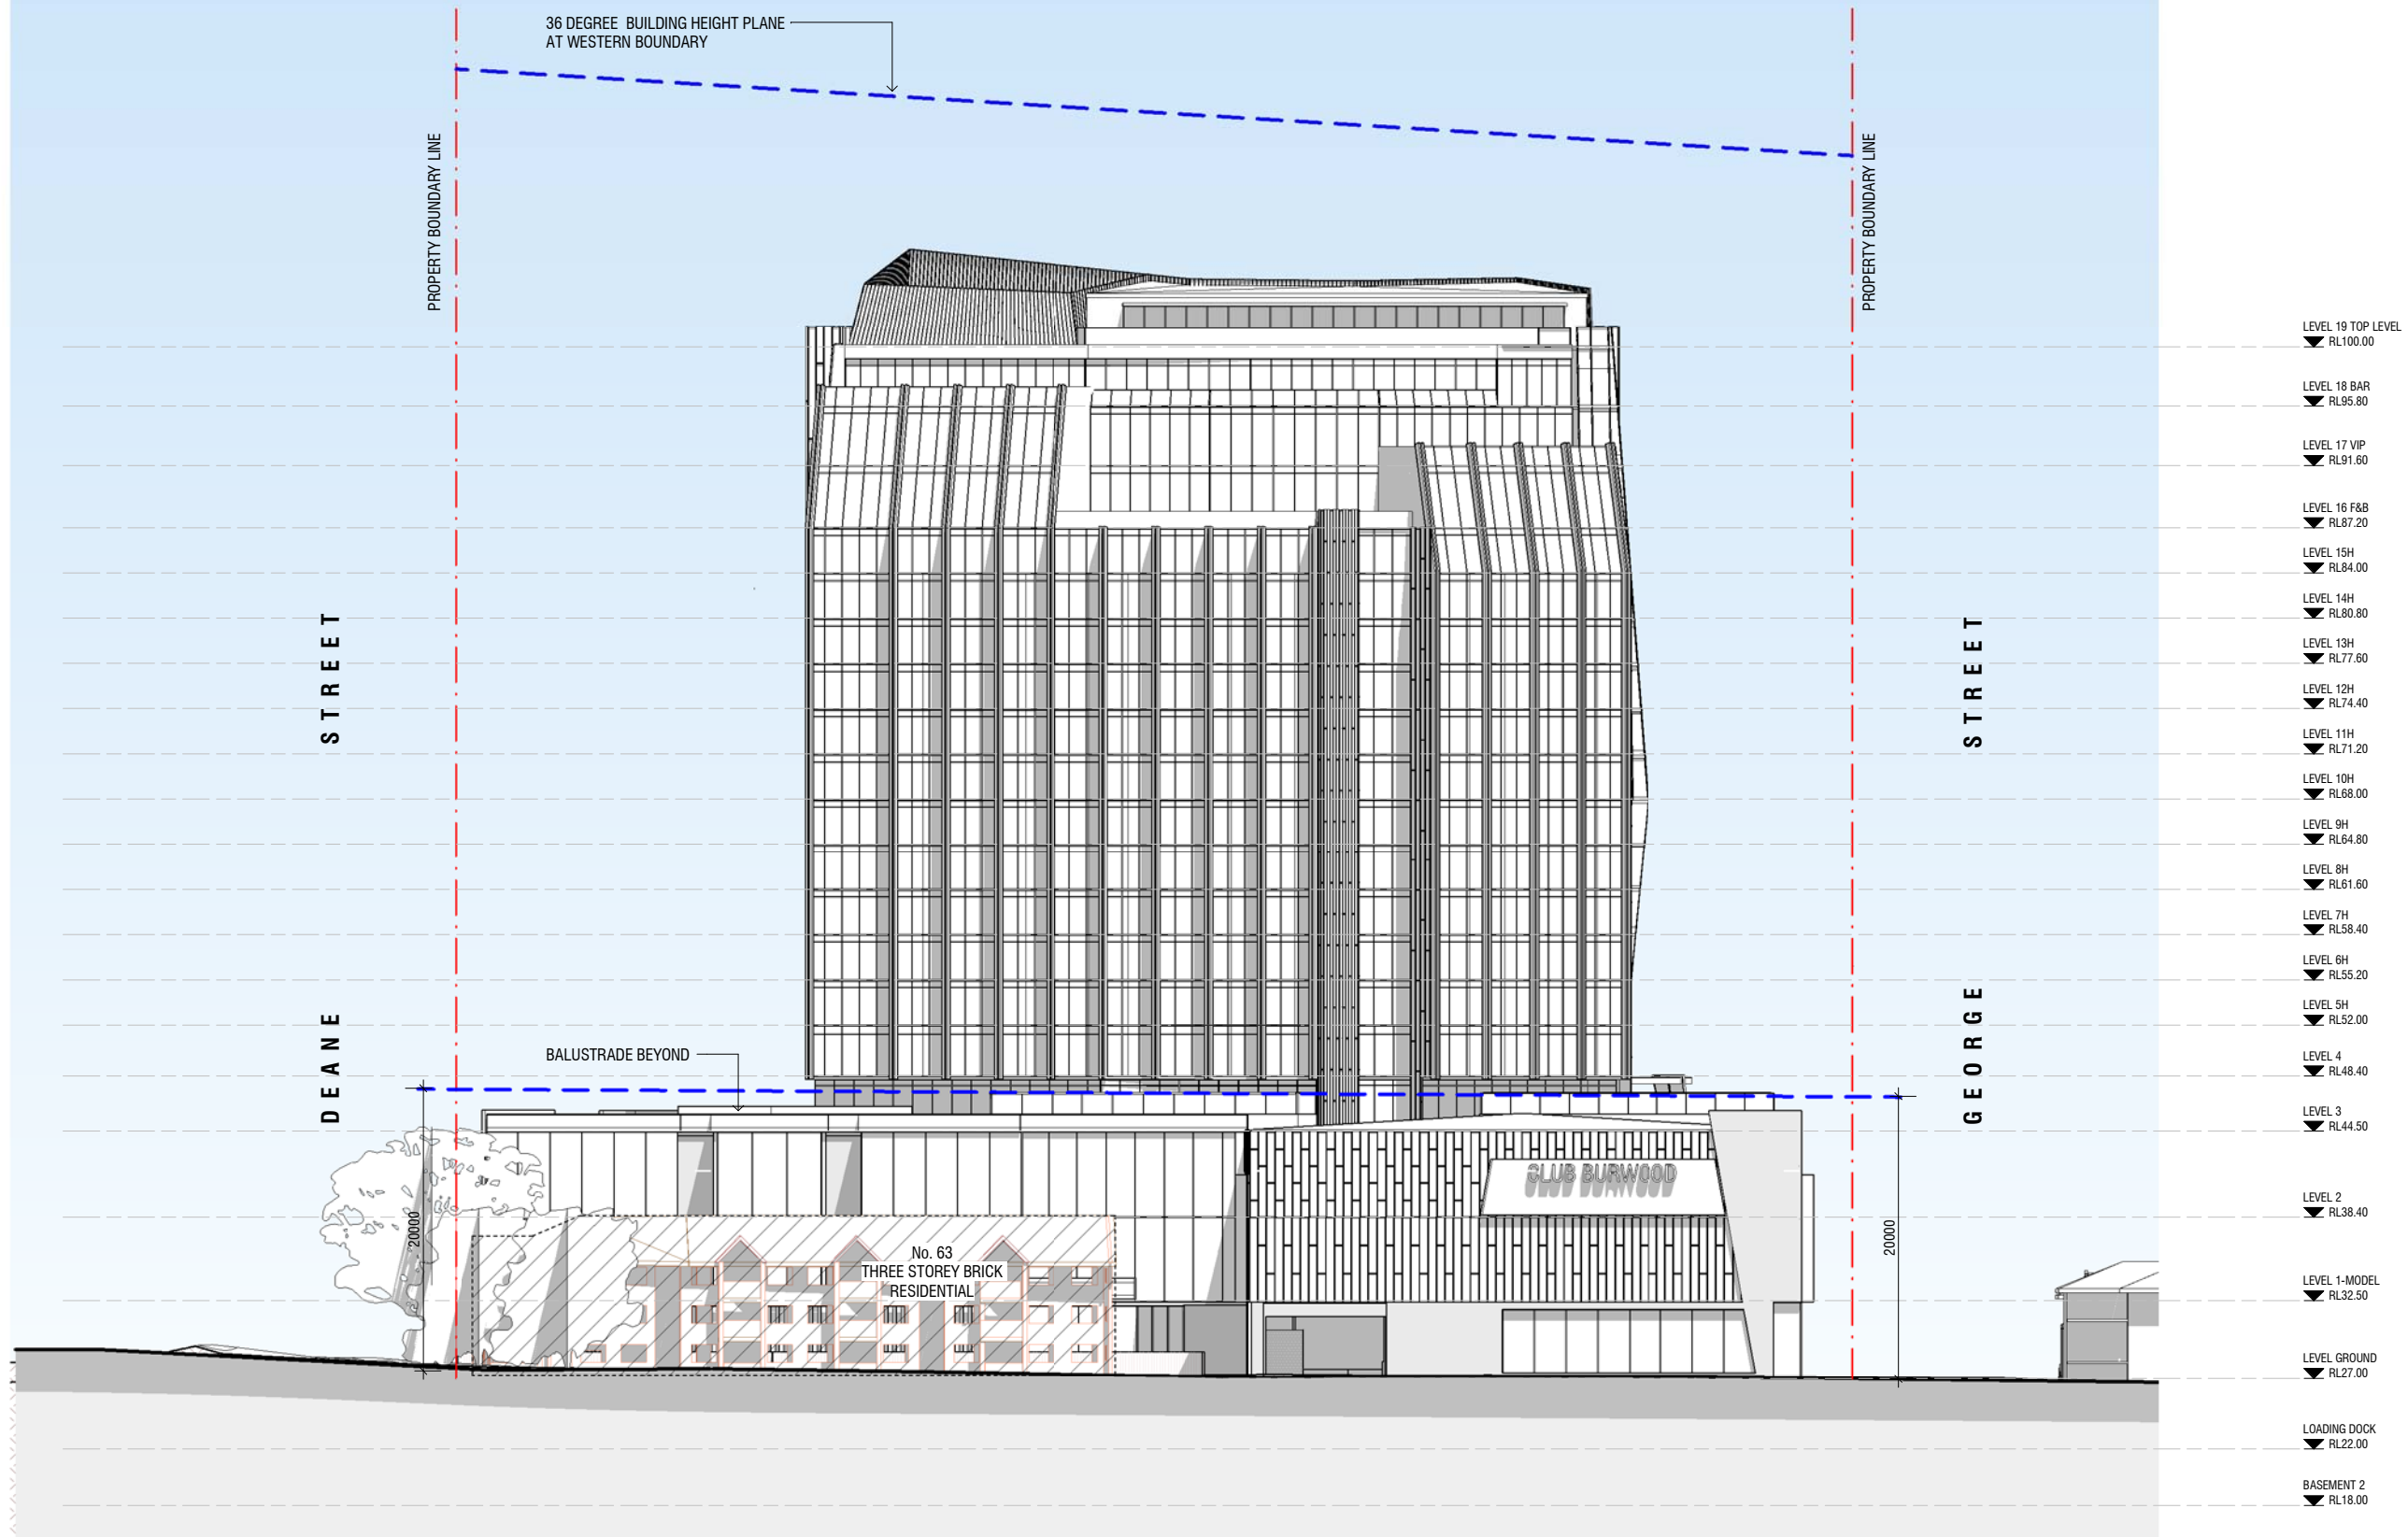 36 DEGREE BUILDING HEIGHT PLANE
AT WESTERN BOUNDARY
PROPERTY BOUNDARY LINE
PROPERTY BOUNDARY LINE
DEANE STREET
GEORGE STREET
BALUSTRADE BEYOND
20000
20000
CLUB BURWOOD
No. 63
THREE STOREY BRICK
RESIDENTIAL
LEVEL 19 TOP LEVEL
RL100.00
LEVEL 18 BAR
RL95.80
LEVEL 17 VIP
RL91.60
LEVEL 16 F&B
RL87.20
LEVEL 15H
RL84.00
LEVEL 14H
RL80.80
LEVEL 13H
RL77.60
LEVEL 12H
RL74.40
LEVEL 11H
RL71.20
LEVEL 10H
RL68.00
LEVEL 9H
RL64.80
LEVEL 8H
RL61.60
LEVEL 7H
RL58.40
LEVEL 6H
RL55.20
LEVEL 5H
RL52.00
LEVEL 4
RL48.40
LEVEL 3
RL44.50
LEVEL 2
RL38.40
LEVEL 1-MODEL
RL32.50
LEVEL GROUND
RL27.00
LOADING DOCK
RL22.00
BASEMENT 2
RL18.00